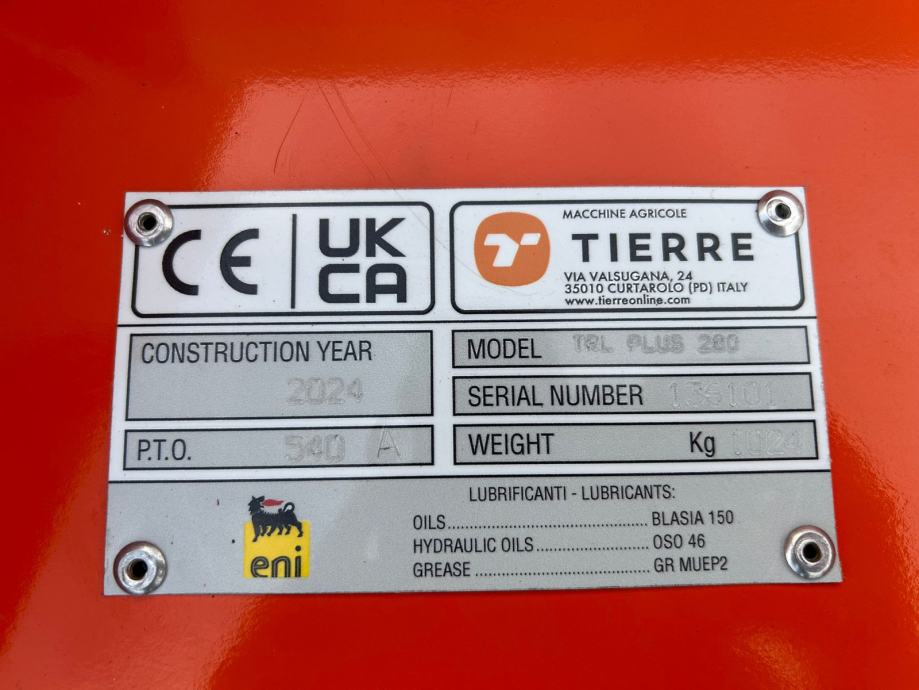 CE
UK
CA
MACCHINE AGRICOLE
TIERRE
VIA VALSUGANA, 24
35010 CURTAROLO (PD) ITALY
www.tierreonline.com
CONSTRUCTION YEAR
2024
P.T.O. 540 A
MODEL TRL PLUS 280
SERIAL NUMBER 136101
WEIGHT Kg 1024
LUBRIFICANTI - LUBRICANTS:
OILS........................................ BLASIA 150
HYDRAULIC OILS...................... OSO 46
GREASE ................................... GR MUEP2
eni